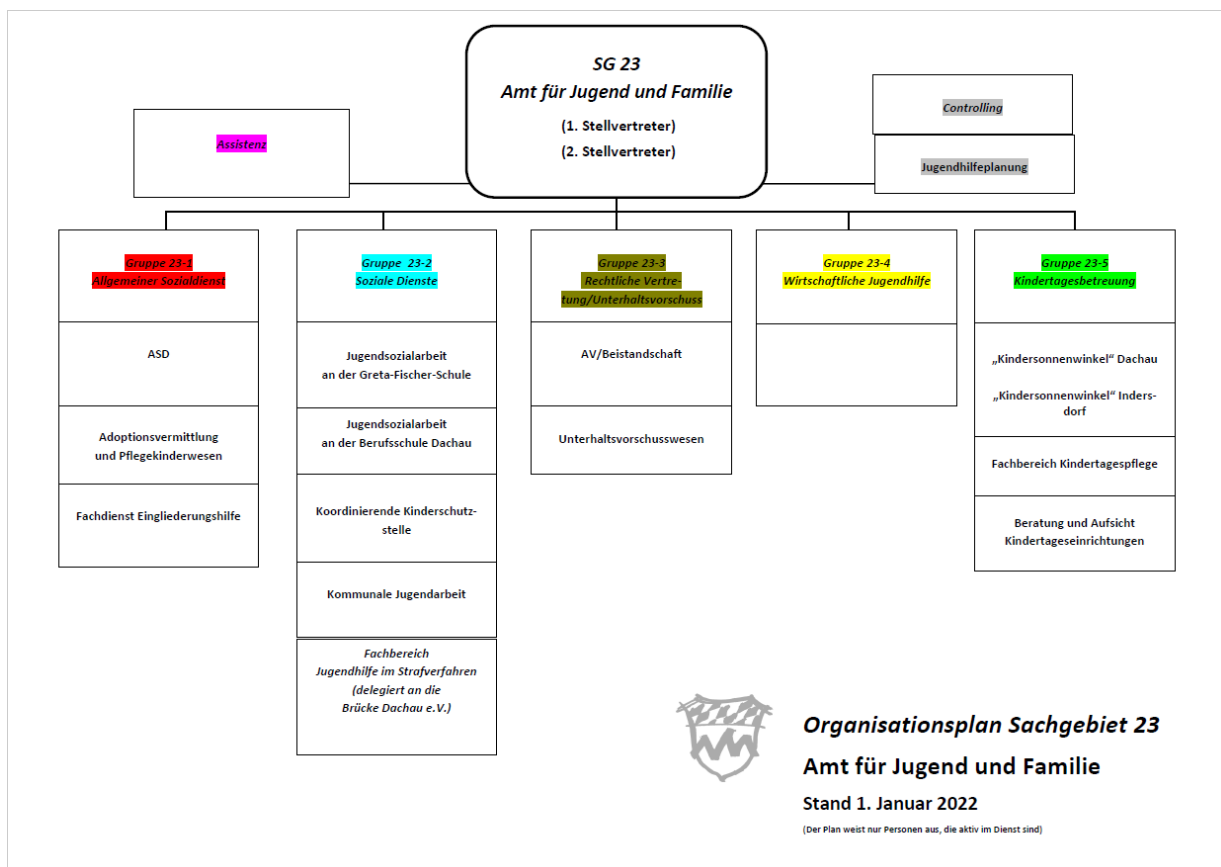 SG 23
Amt für Jugend und Familie
(1. Stellvertreter)
(2. Stellvertreter)
Assistenz
Controlling
Jugendhilfeplanung
Gruppe 23-1
Allgemeiner Sozialdienst
ASD
Adoptionsvermittlung
und Pflegekinderwesen
Fachdienst Eingliederungshilfe
Gruppe 23-2
Soziale Dienste
Jugendsozialarbeit
an der Greta-Fischer-Schule
Jugendsozialarbeit
an der Berufsschule Dachau
Koordinierende Kinderschutz-
stelle
Kommunale Jugendarbeit
Fachbereich
Jugendhilfe im Strafverfahren
(delegiert an die
Brücke Dachau e.V.)
Gruppe 23-3
Rechtliche Vertre-
tung/Unterhaltsvorschuss
AV/Beistandschaft
Unterhaltsvorschusswesen
Gruppe 23-4
Wirtschaftliche Jugendhilfe
Gruppe 23-5
Kindertagesbetreuung
„Kindersonnenwinkel“ Dachau
„Kindersonnenwinkel“ Inders-
dorf
Fachbereich Kindertagespflege
Beratung und Aufsicht
Kindertageseinrichtungen
Organisationsplan Sachgebiet 23
Amt für Jugend und Familie
Stand 1. Januar 2022
(Der Plan weist nur Personen aus, die aktiv im Dienst sind)